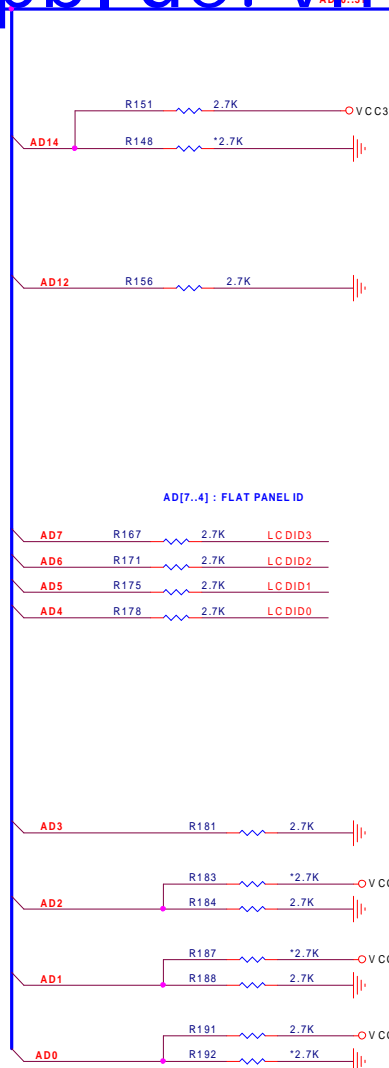 R151 2.7K VCC3
AD14 R148 *2.7K
AD12 R156 2.7K
AD[7..4] : FLAT PANEL ID
AD7 R167 2.7K LCDID3
AD6 R171 2.7K LCDID2
AD5 R175 2.7K LCDID1
AD4 R178 2.7K LCDID0
AD3 R181 2.7K
R183 *2.7K
AD2 R184 2.7K
R187 *2.7K
AD1 R188 2.7K
R191 2.7K
AD0 R192 *2.7K